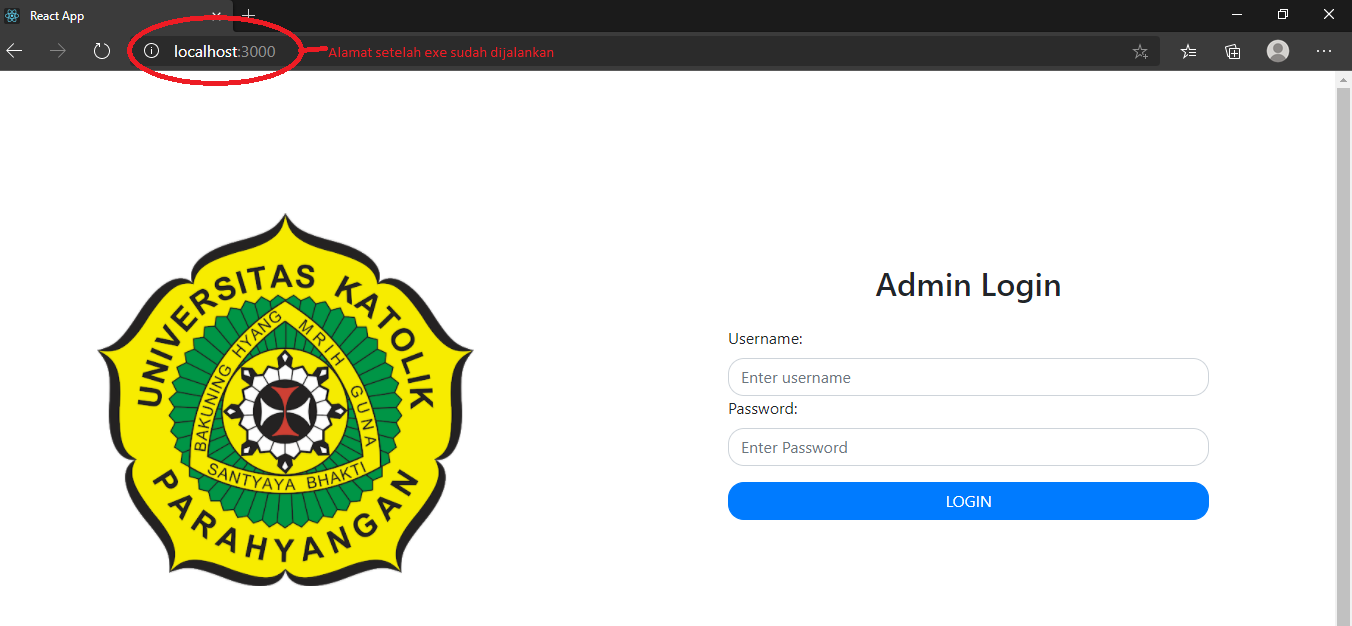 React App
localhost:3000
Alamat setelah exe sudah dijalankan
UNIVERSITAS KATOLIK
BAKUNING HYANG MRIH GUNA
SANTYAYA BHAKTI
PARAHYANGAN
Admin Login
Username:
Enter username
Password:
Enter Password
LOGIN